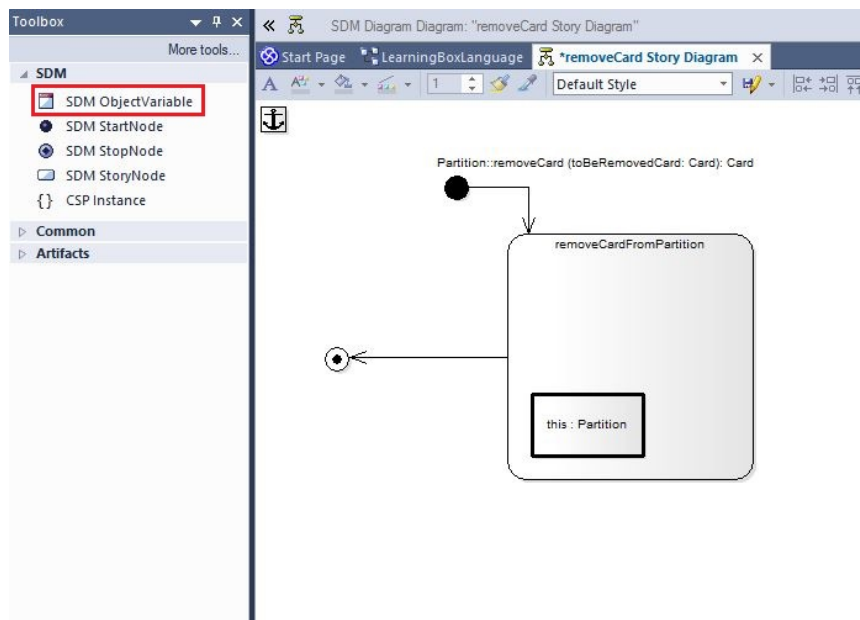 Toolbox
More tools...
SDM
SDM ObjectVariable
SDM StartNode
SDM StopNode
SDM StoryNode
{} CSP Instance
Common
Artifacts
SDM Diagram Diagram: "removeCard Story Diagram"
Start Page LearningBoxLanguage *removeCard Story Diagram
A 1 Default Style
Partition::removeCard (toBeRemovedCard: Card): Card
removeCardFromPartition
this : Partition